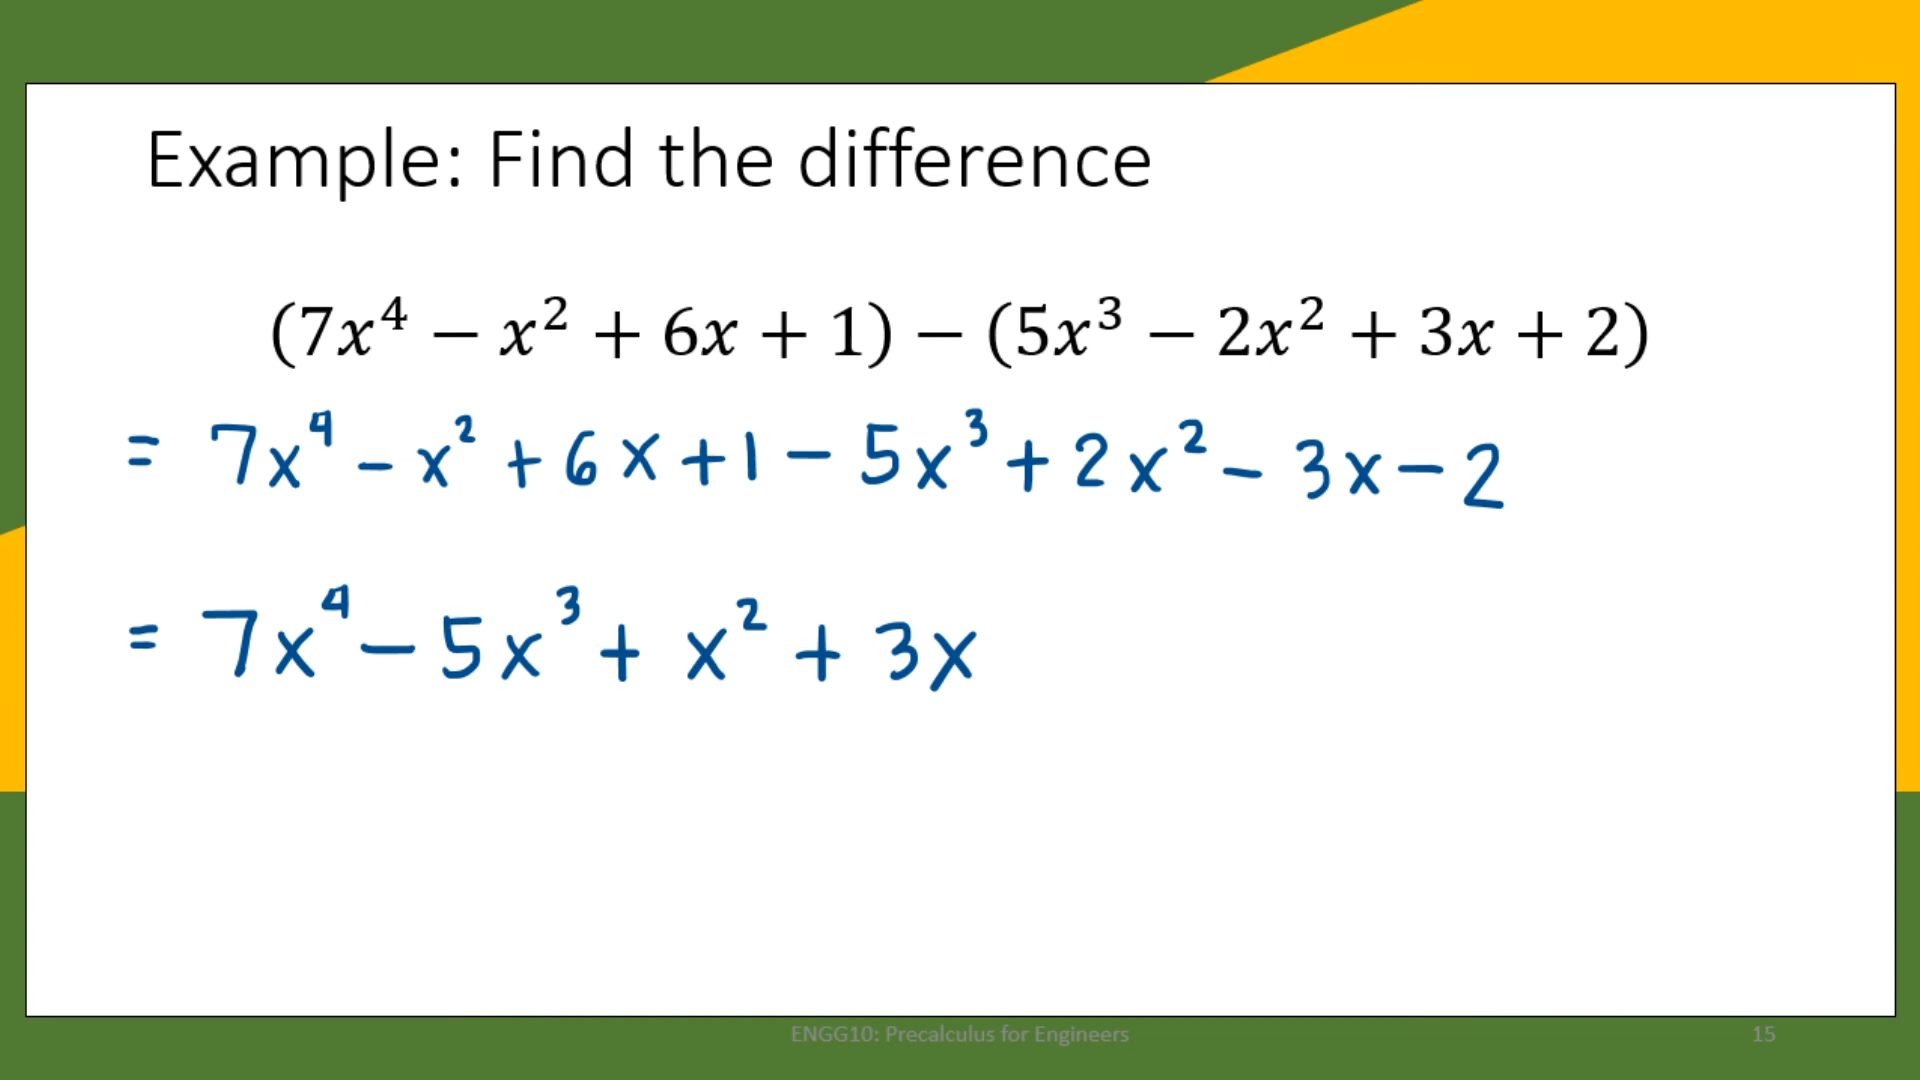 Example: Find the difference
(7x⁴ − x² + 6x + 1) − (5x³ − 2x² + 3x + 2)
= 7x⁴ − x² + 6x + 1 − 5x³ + 2x² − 3x − 2
= 7x⁴ − 5x³ + x² + 3x
ENGG10: Precalculus for Engineers
15